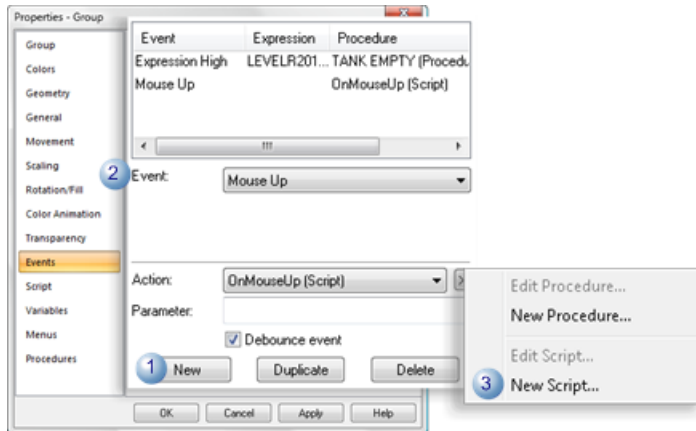 Properties - Group
Group
Colors
Geometry
General
Movement
Scaling
Rotation/Fill
Color Animation
Transparency
Events
Script
Variables
Menus
Procedures
Event Expression Procedure
Expression High LEVELR201... TANK EMPTY (Procedu
Mouse Up OnMouseUp (Script)
2 Event: Mouse Up
Action: OnMouseUp (Script) >
Parameter:
Debounce event
1 New Duplicate Delete
OK Cancel Apply Help
Edit Procedure...
New Procedure...
Edit Script...
3 New Script...